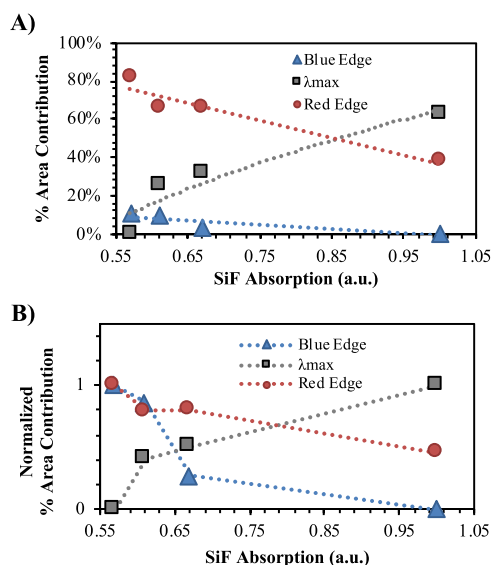 A)
100%
80%
60%
40%
20%
0%
% Area Contribution
Blue Edge
λmax
Red Edge
0.55 0.65 0.75 0.85 0.95 1.05
SiF Absorption (a.u.)
B)
1
0
Normalized
% Area Contribution
Blue Edge
λmax
Red Edge
0.55 0.65 0.75 0.85 0.95 1.05
SiF Absorption (a.u.)